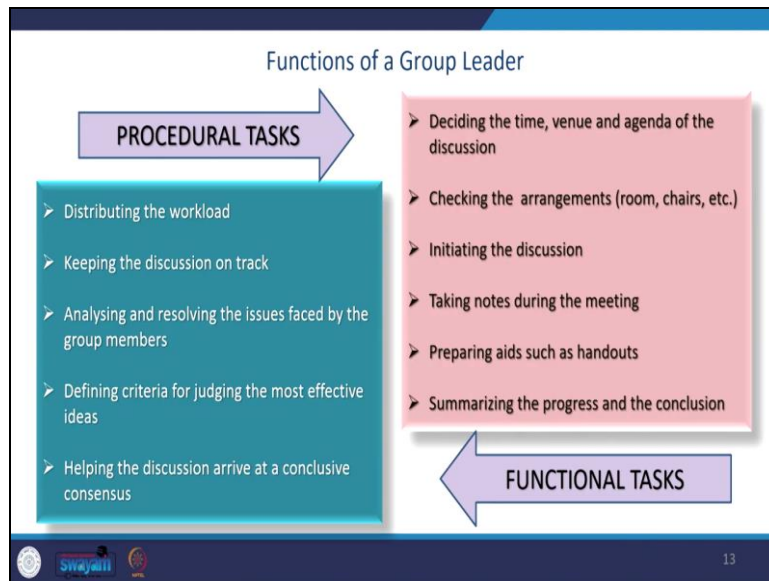 Functions of a Group Leader
PROCEDURAL TASKS
➢ Deciding the time, venue and agenda of the
discussion
➢ Checking the arrangements (room, chairs, etc.)
➢ Initiating the discussion
➢ Taking notes during the meeting
➢ Preparing aids such as handouts
➢ Summarizing the progress and the conclusion
➢ Distributing the workload
➢ Keeping the discussion on track
➢ Analysing and resolving the issues faced by the
group members
➢ Defining criteria for judging the most effective
ideas
➢ Helping the discussion arrive at a conclusive
consensus
FUNCTIONAL TASKS
swayam
13